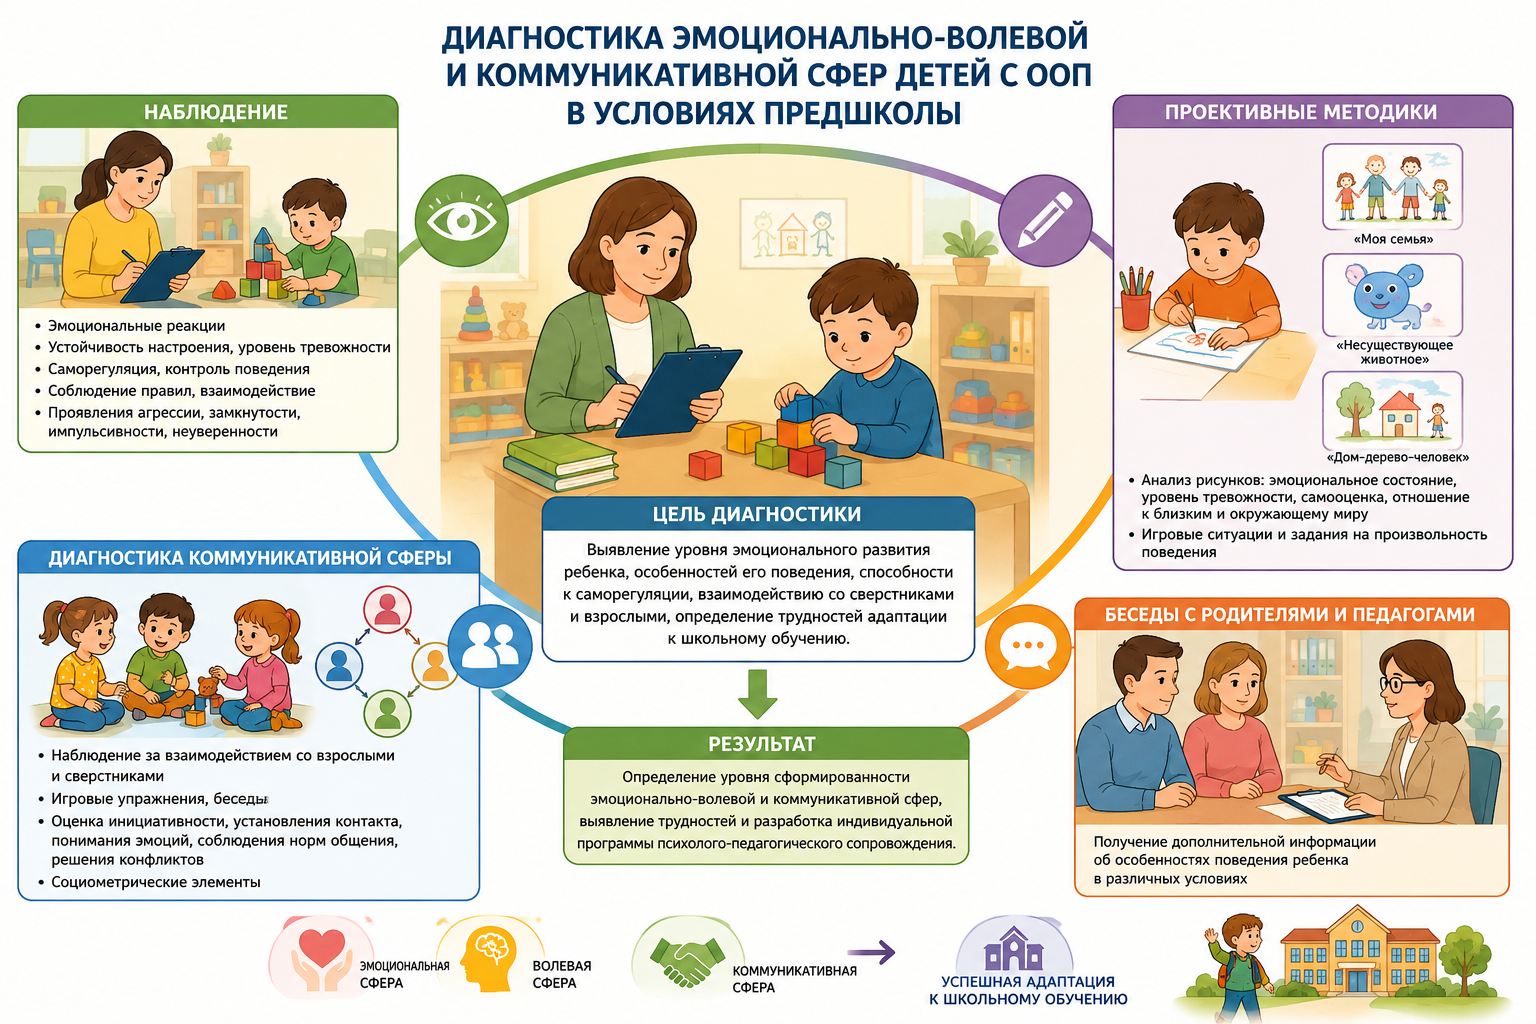 ДИАГНОСТИКА ЭМОЦИОНАЛЬНО-ВОЛЕВОЙ
И КОММУНИКАТИВНОЙ СФЕР ДЕТЕЙ С ООП
В УСЛОВИЯХ ПРЕДШКОЛЫ
НАБЛЮДЕНИЕ
• Эмоциональные реакции
• Устойчивость настроения, уровень тревожности
• Саморегуляция, контроль поведения
• Соблюдение правил, взаимодействие
• Проявления агрессии, замкнутости,
импульсивности, неуверенности
ПРОЕКТИВНЫЕ МЕТОДИКИ
«Моя семья»
«Несуществующее
животное»
«Дом-дерево-человек»
• Анализ рисунков: эмоциональное состояние,
уровень тревожности, самооценка, отношение
к близким и окружающему миру
• Игровые ситуации и задания на произвольность
поведения
ЦЕЛЬ ДИАГНОСТИКИ
Выявление уровня эмоционального развития
ребенка, особенностей его поведения, способности
к саморегуляции, взаимодействию со сверстниками
и взрослыми, определение трудностей адаптации
к школьному обучению.
ДИАГНОСТИКА КОММУНИКАТИВНОЙ СФЕРЫ
• Наблюдение за взаимодействием со взрослыми
и сверстниками
• Игровые упражнения, беседы
• Оценка инициативности, установления контакта,
понимания эмоций, соблюдения норм общения,
решения конфликтов
• Социометрические элементы
РЕЗУЛЬТАТ
Определение уровня сформированности
эмоционально-волевой и коммуникативной сфер,
выявление трудностей и разработка индивидуальной
программы психолого-педагогического сопровождения.
БЕСЕДЫ С РОДИТЕЛЯМИ И ПЕДАГОГАМИ
Получение дополнительной информации
об особенностях поведения ребенка
в различных условиях
ЭМОЦИОНАЛЬНАЯ
СФЕРА
ВОЛЕВАЯ
СФЕРА
КОММУНИКАТИВНАЯ
СФЕРА
УСПЕШНАЯ АДАПТАЦИЯ
К ШКОЛЬНОМУ ОБУЧЕНИЮ